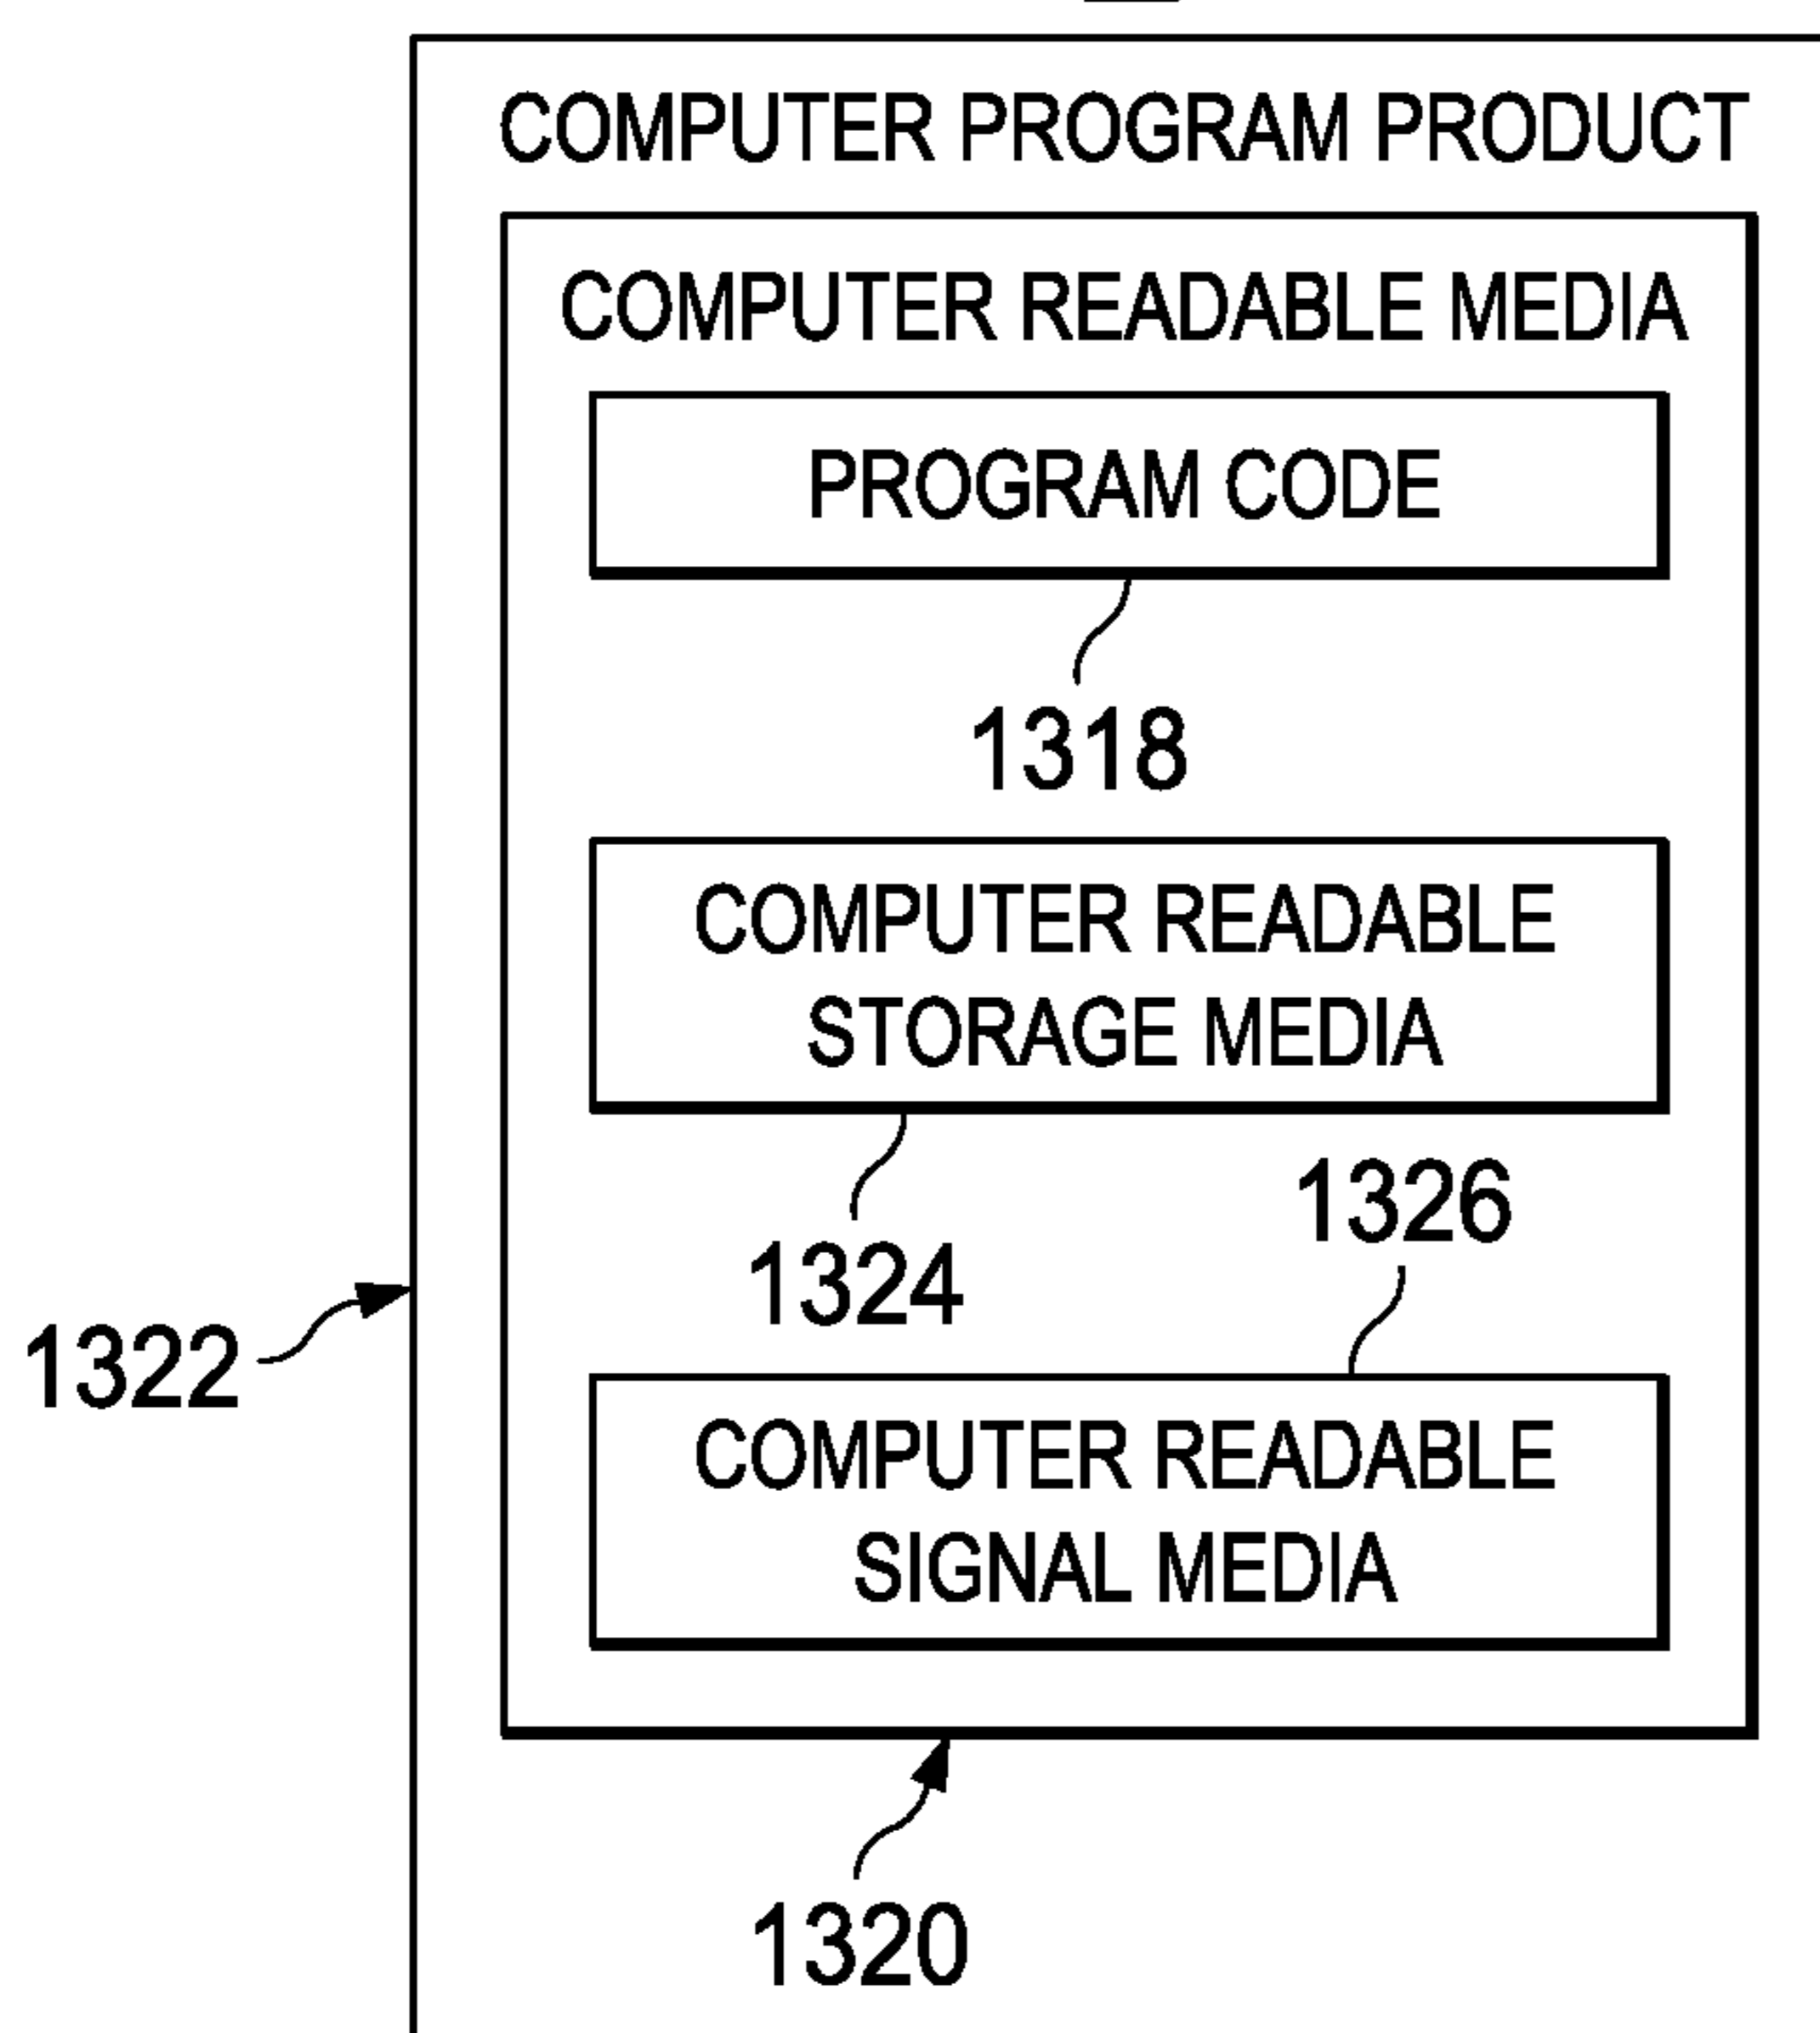 COMPUTER PROGRAM PRODUCT
COMPUTER READABLE MEDIA
PROGRAM CODE
1318
COMPUTER READABLE
STORAGE MEDIA
1326
1324
1322
COMPUTER READABLE
SIGNAL MEDIA
1320